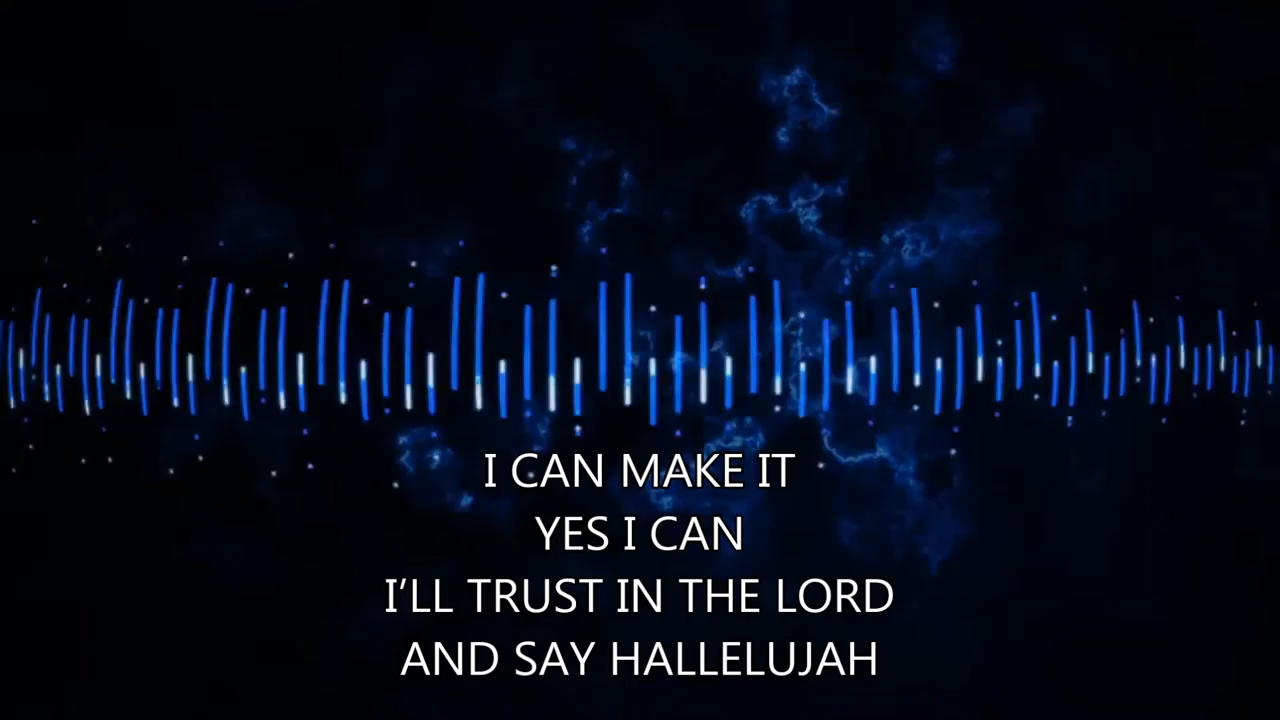 I CAN MAKE IT
YES I CAN
I’LL TRUST IN THE LORD
AND SAY HALLELUJAH